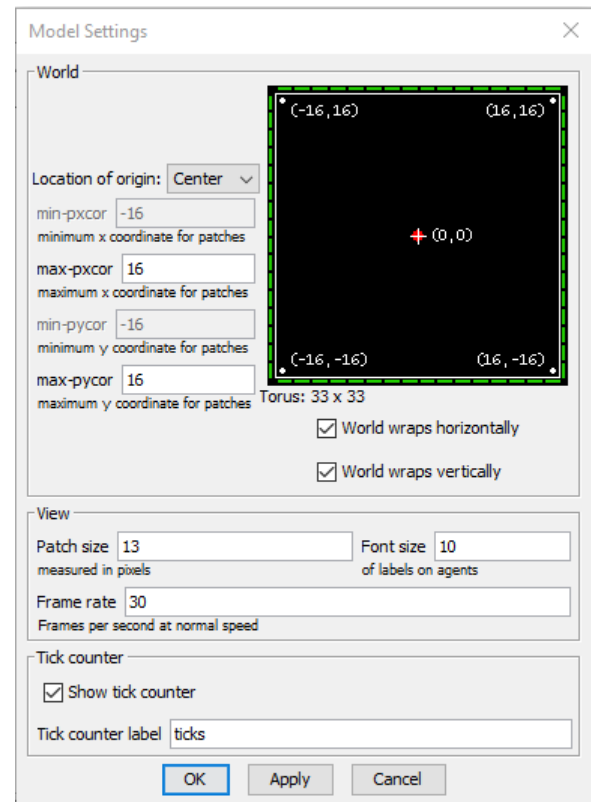 Model Settings
World
(-16,16) (16,16)
Location of origin: Center
min-pxcor -16
minimum x coordinate for patches
(0,0)
max-pxcor 16
maximum x coordinate for patches
min-pycor -16
minimum y coordinate for patches
(-16,-16) (16,-16)
max-pycor 16
maximum y coordinate for patches
Torus: 33 x 33
World wraps horizontally
World wraps vertically
View
Patch size 13 Font size 10
measured in pixels of labels on agents
Frame rate 30
Frames per second at normal speed
Tick counter
Show tick counter
Tick counter label ticks
OK Apply Cancel